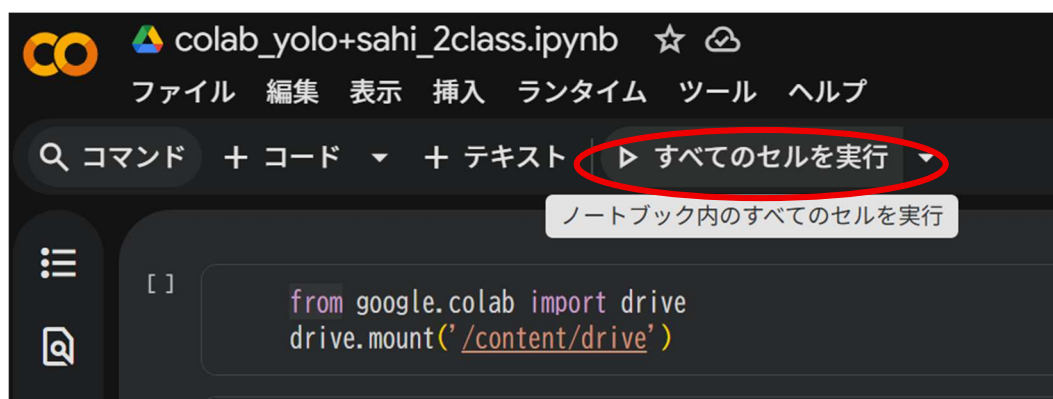 colab_yolo+sahi_2class.ipynb
ファイル 編集 表示 挿入 ランタイム ツール ヘルプ
コマンド + コード + テキスト すべてのセルを実行
ノートブック内のすべてのセルを実行
[ ]
from google.colab import drive
drive.mount('/content/drive')